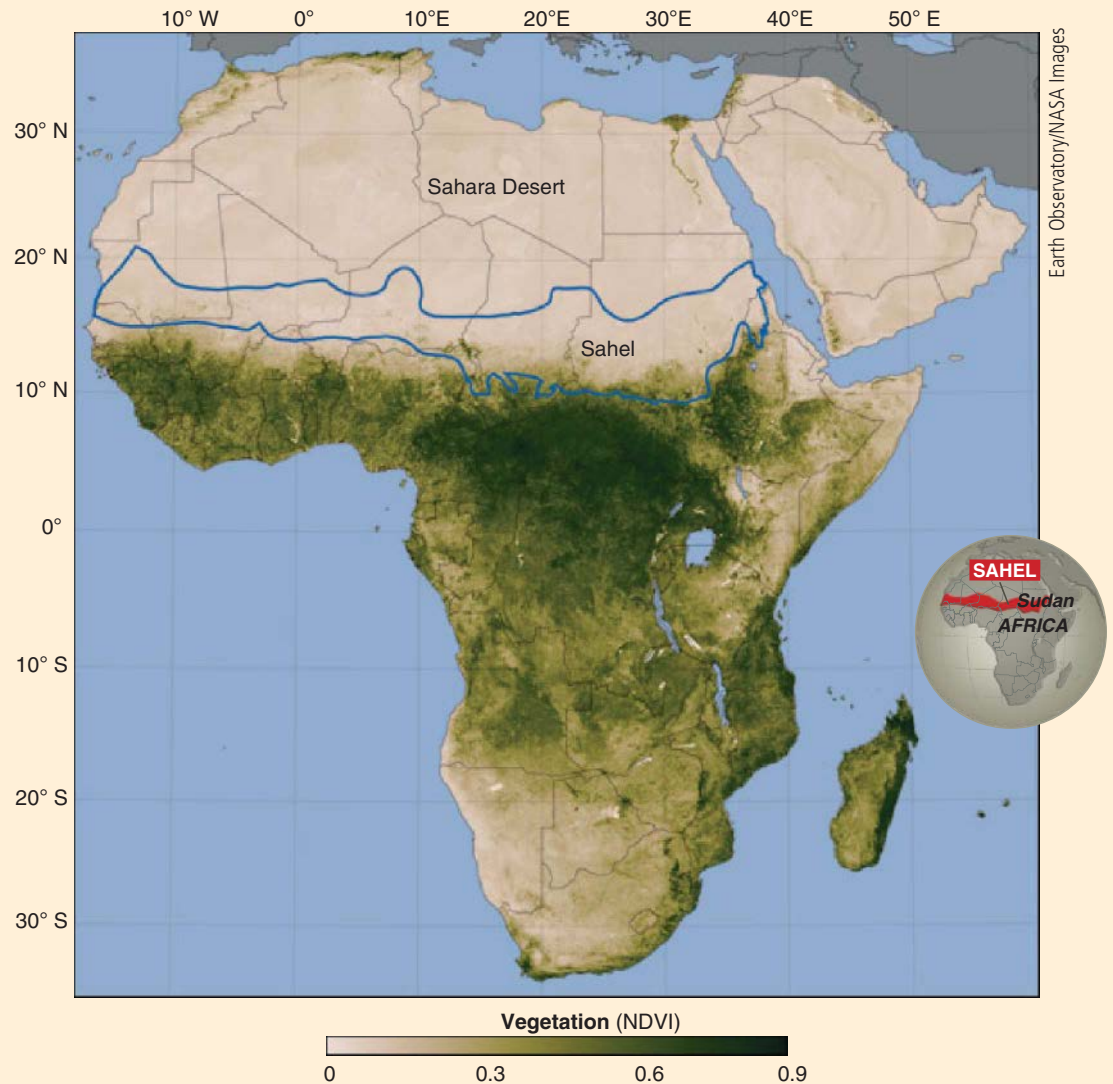 10° W 0° 10°E 20°E 30°E 40°E 50° E
Earth Observatory/NASA Images
30° N
Sahara Desert
20° N
Sahel
10° N
0°
SAHEL
Sudan
AFRICA
10° S
20° S
30° S
Vegetation (NDVI)
0 0.3 0.6 0.9